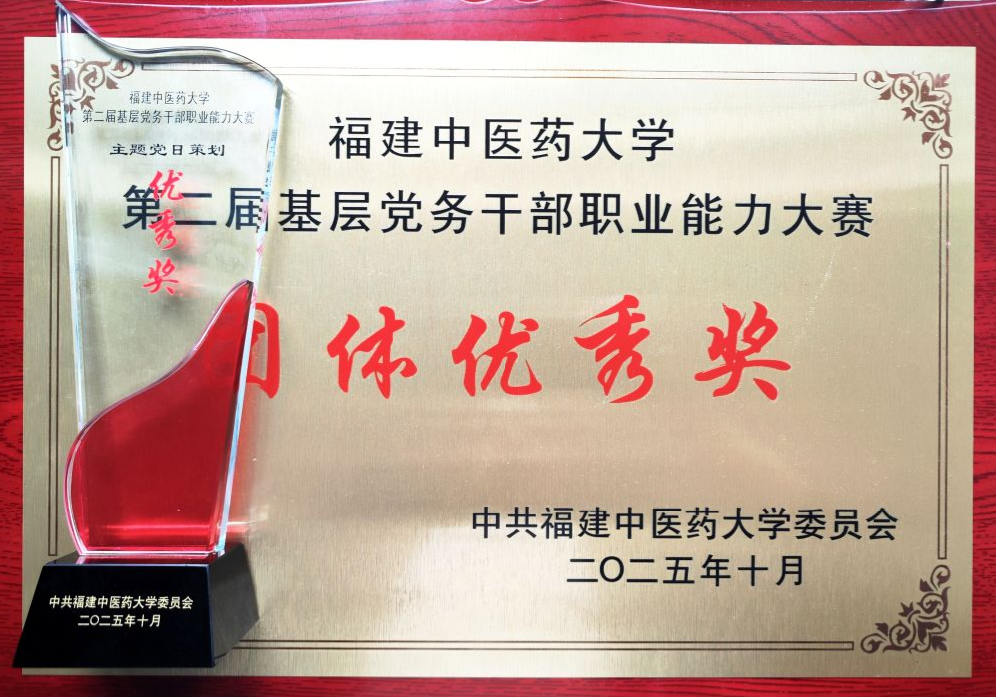 福建中医药大学
第二届基层党务干部职业能力大赛
主题党日策划
优
秀
奖
中共福建中医药大学委员会
二〇二五年十月
福建中医药大学
第二届基层党务干部职业能力大赛
团体优秀奖
中共福建中医药大学委员会
二〇二五年十月